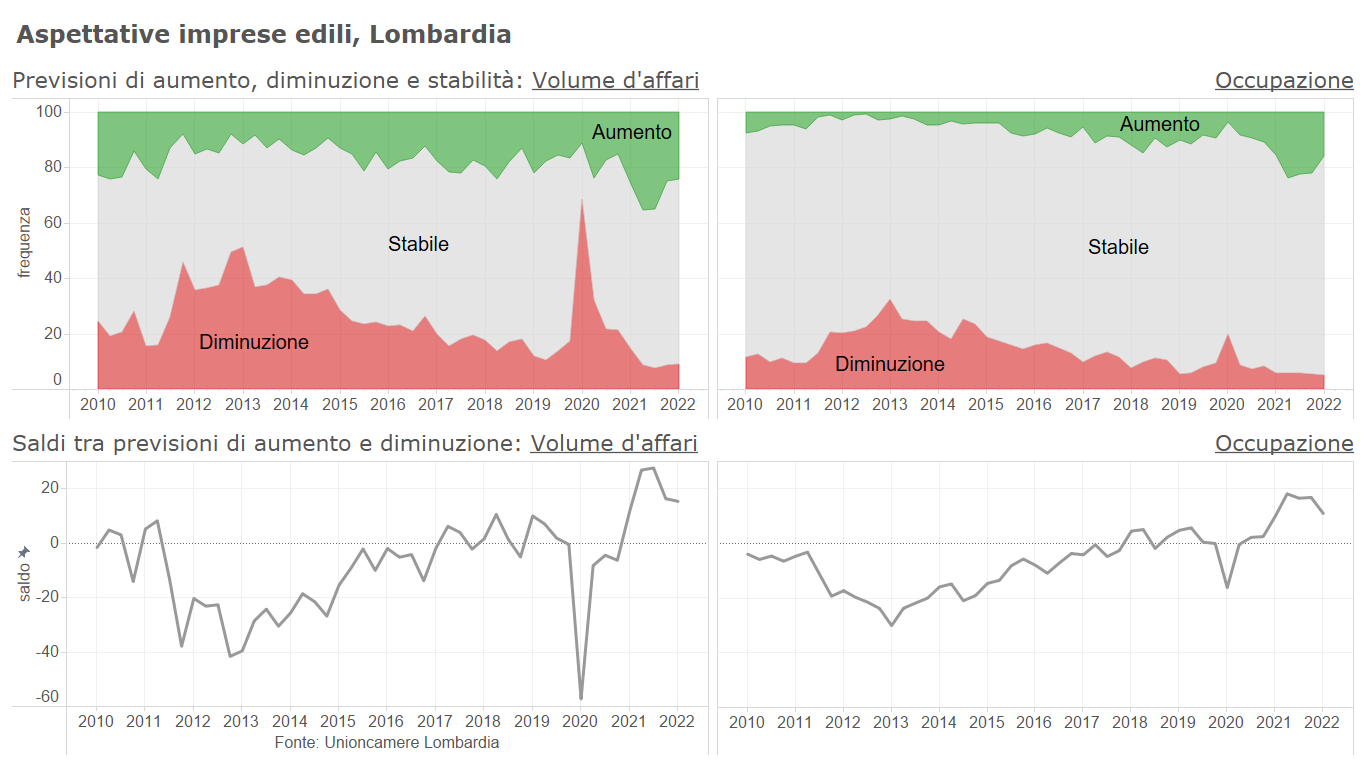 Aspettative imprese edili, Lombardia
Previsioni di aumento, diminuzione e stabilità: Volume d'affari
Occupazione
100
80
60
40
20
0
frequenza
Aumento
Stabile
Diminuzione
2010 2011 2012 2013 2014 2015 2016 2017 2018 2019 2020 2021 2022
Aumento
Stabile
Diminuzione
2010 2011 2012 2013 2014 2015 2016 2017 2018 2019 2020 2021 2022
Saldi tra previsioni di aumento e diminuzione: Volume d'affari
Occupazione
20
0
-20
-40
-60
saldo
2010 2011 2012 2013 2014 2015 2016 2017 2018 2019 2020 2021 2022
2010 2011 2012 2013 2014 2015 2016 2017 2018 2019 2020 2021 2022
Fonte: Unioncamere Lombardia